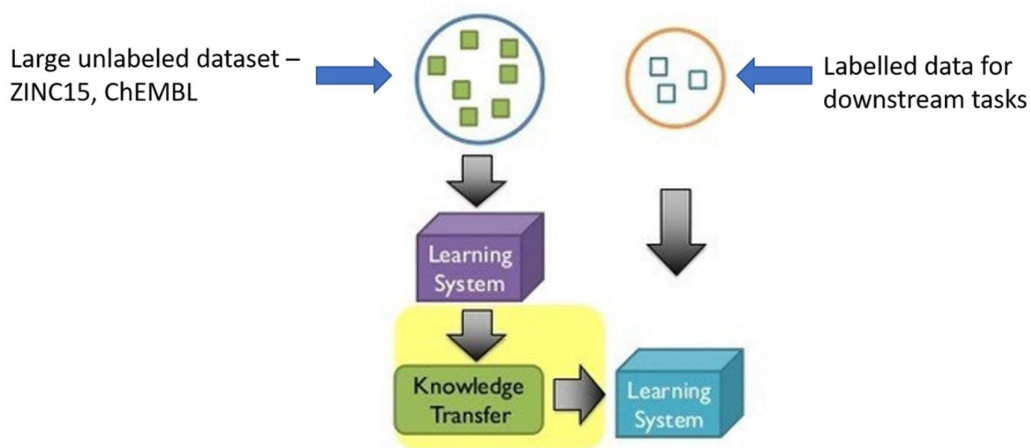 Large unlabeled dataset –
ZINC15, ChEMBL
Labelled data for
downstream tasks
Learning
System
Knowledge
Transfer
Learning
System